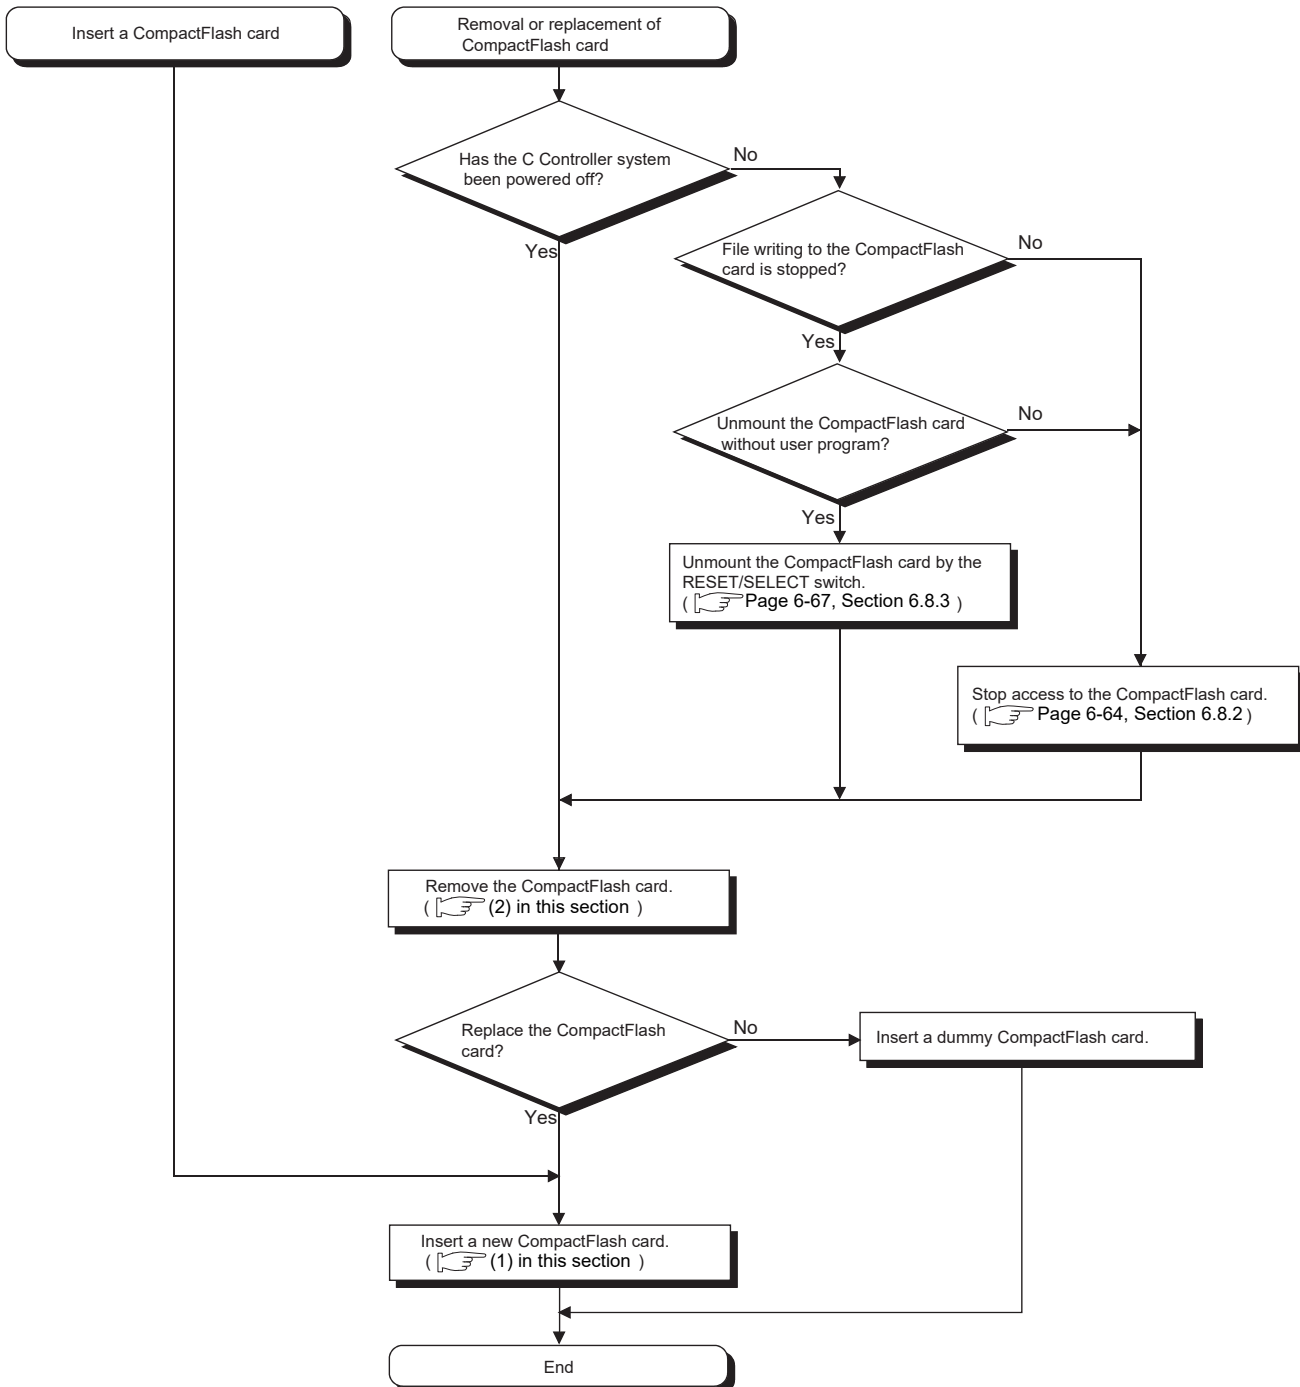 Insert a CompactFlash card
Removal or replacement of
CompactFlash card
Has the C Controller system
been powered off?
No
Yes
File writing to the CompactFlash
card is stopped?
No
Yes
Unmount the CompactFlash card
without user program?
No
Yes
Unmount the CompactFlash card by the
RESET/SELECT switch.
( Page 6-67, Section 6.8.3 )
Stop access to the CompactFlash card.
( Page 6-64, Section 6.8.2 )
Remove the CompactFlash card.
( (2) in this section )
Replace the CompactFlash
card?
No
Insert a dummy CompactFlash card.
Yes
Insert a new CompactFlash card.
( (1) in this section )
End